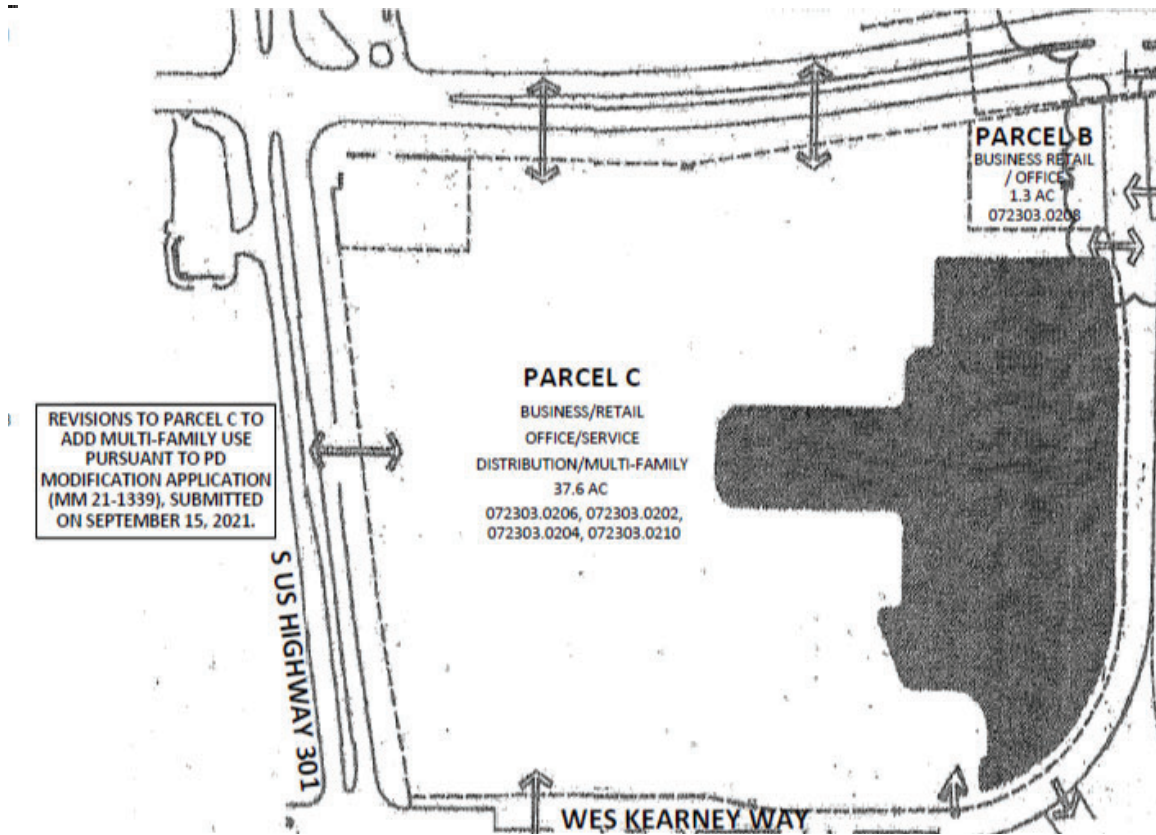 PARCEL B
BUSINESS RETAIL
/ OFFICE
1.3 AC
072303.0208
PARCEL C
BUSINESS/RETAIL
OFFICE/SERVICE
DISTRIBUTION/MULTI-FAMILY
37.6 AC
072303.0206, 072303.0202,
072303.0204, 072303.0210
REVISIONS TO PARCEL C TO
ADD MULTI-FAMILY USE
PURSUANT TO PD
MODIFICATION APPLICATION
(MM 21-1339), SUBMITTED
ON SEPTEMBER 15, 2021.
S US HIGHWAY 301
WES KEARNEY WAY